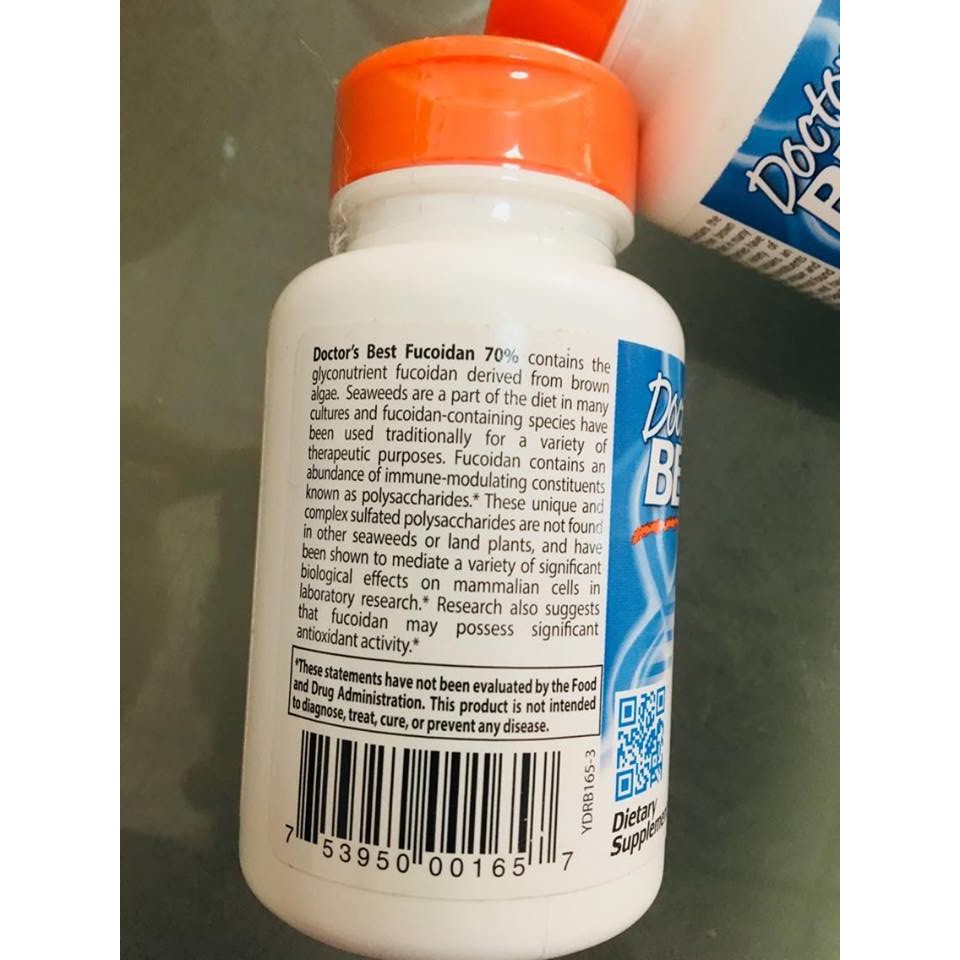 Doctor's Best Fucoidan 70% contains the
glyconutrient fucoidan derived from brown
algae. Seaweeds are a part of the diet in many
cultures and fucoidan-containing species have
been used traditionally for a variety of
therapeutic purposes. Fucoidan contains an
abundance of immune-modulating constituents
known as polysaccharides.* These unique and
complex sulfated polysaccharides are not found
in other seaweeds or land plants, and have
been shown to mediate a variety of significant
biological effects on mammalian cells in
laboratory research.* Research also suggests
that fucoidan may possess significant
antioxidant activity.*
*These statements have not been evaluated by the Food
and Drug Administration. This product is not intended
to diagnose, treat, cure, or prevent any disease.
7 53950 00165 7
YDRB165-3
Doc
BE
Dietary
Suppleme
Docto
B